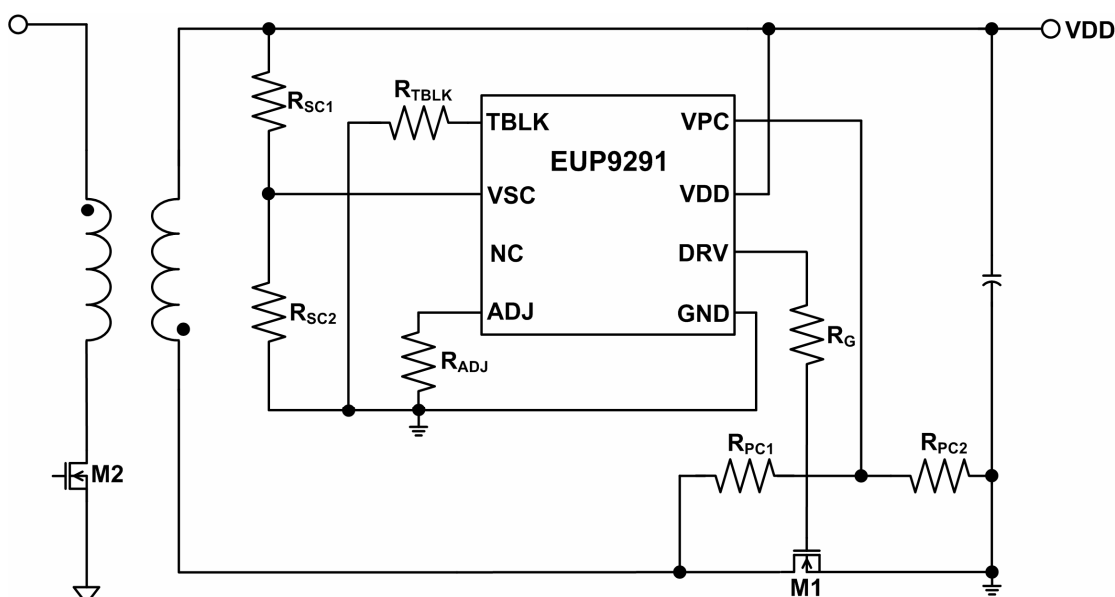 VDD
RTBLK
RSC1
TBLK
VPC
EUP9291
VSC
VDD
NC
DRV
RSC2
ADJ
GND
RG
RADJ
RPC1
RPC2
M2
M1